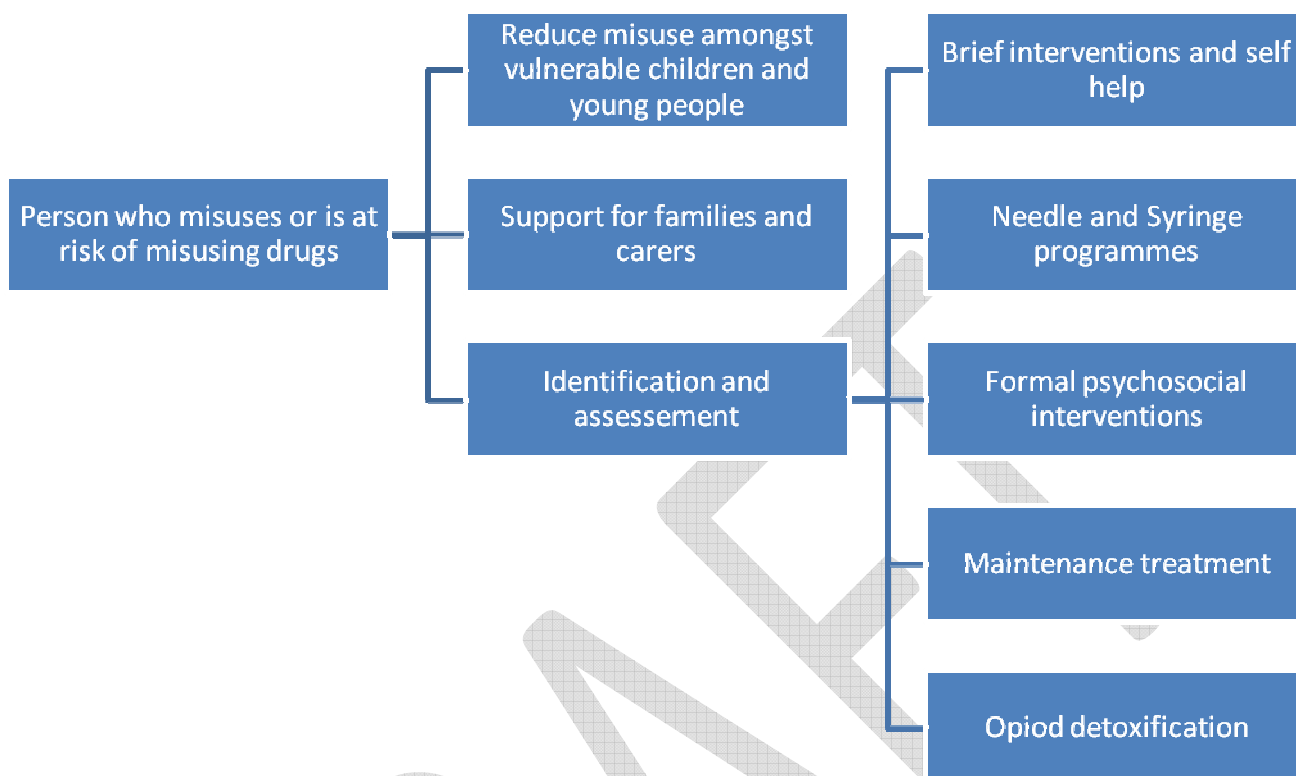 Reduce misuse amongst
vulnerable children and
young people
Brief interventions and self
help
Person who misuses or is at
risk of misusing drugs
Support for families and
carers
Needle and Syringe
programmes
Identification and
assessement
Formal psychosocial
interventions
Maintenance treatment
Opiod detoxification